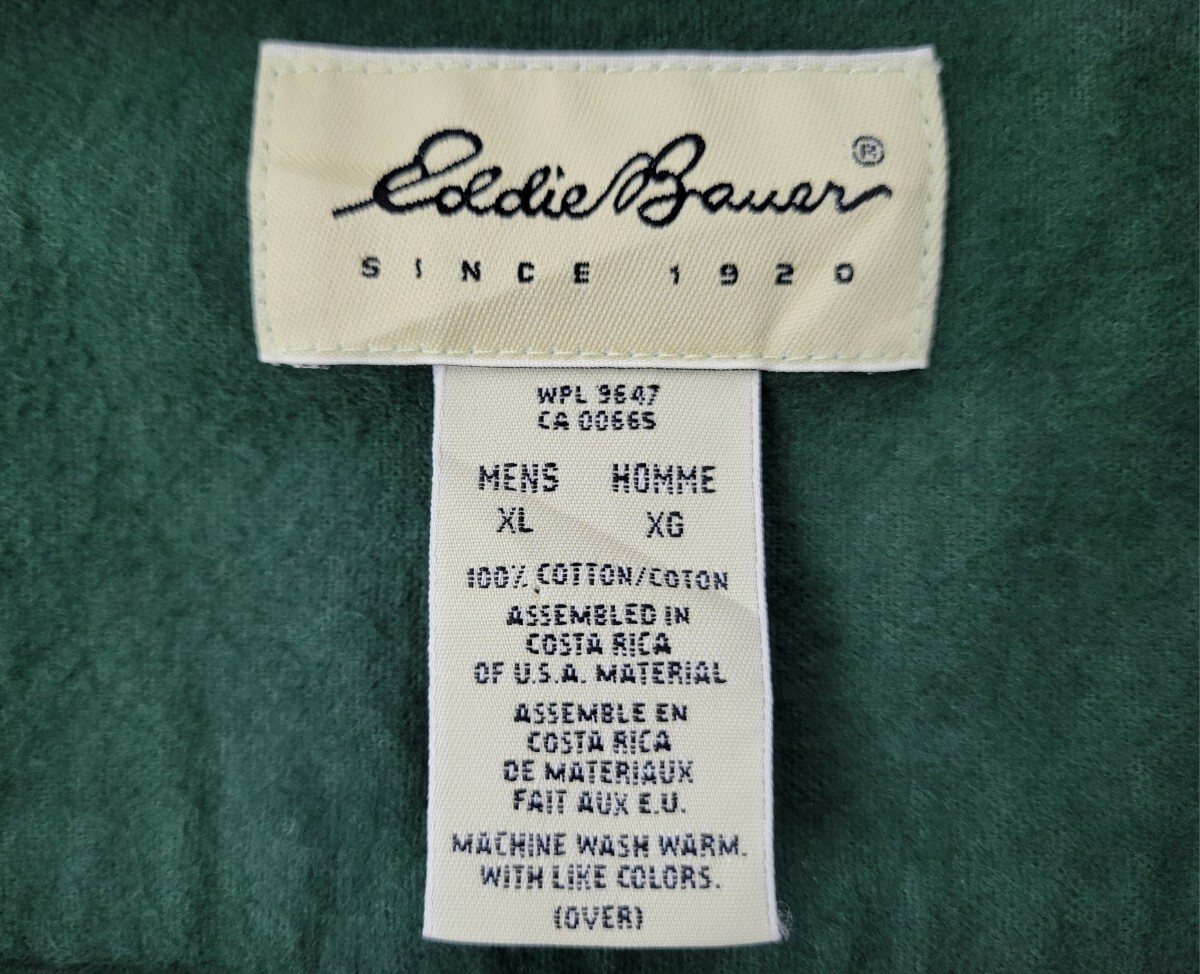 Eddie Bauer®
SINCE 1920
WPL 9647
CA 00665
MENS HOMME
XL XG
100% COTTON/COTON
ASSEMBLED IN
COSTA RICA
OF U.S.A. MATERIAL
ASSEMBLE EN
COSTA RICA
DE MATERIAUX
FAIT AUX E.U.
MACHINE WASH WARM.
WITH LIKE COLORS.
(OVER)